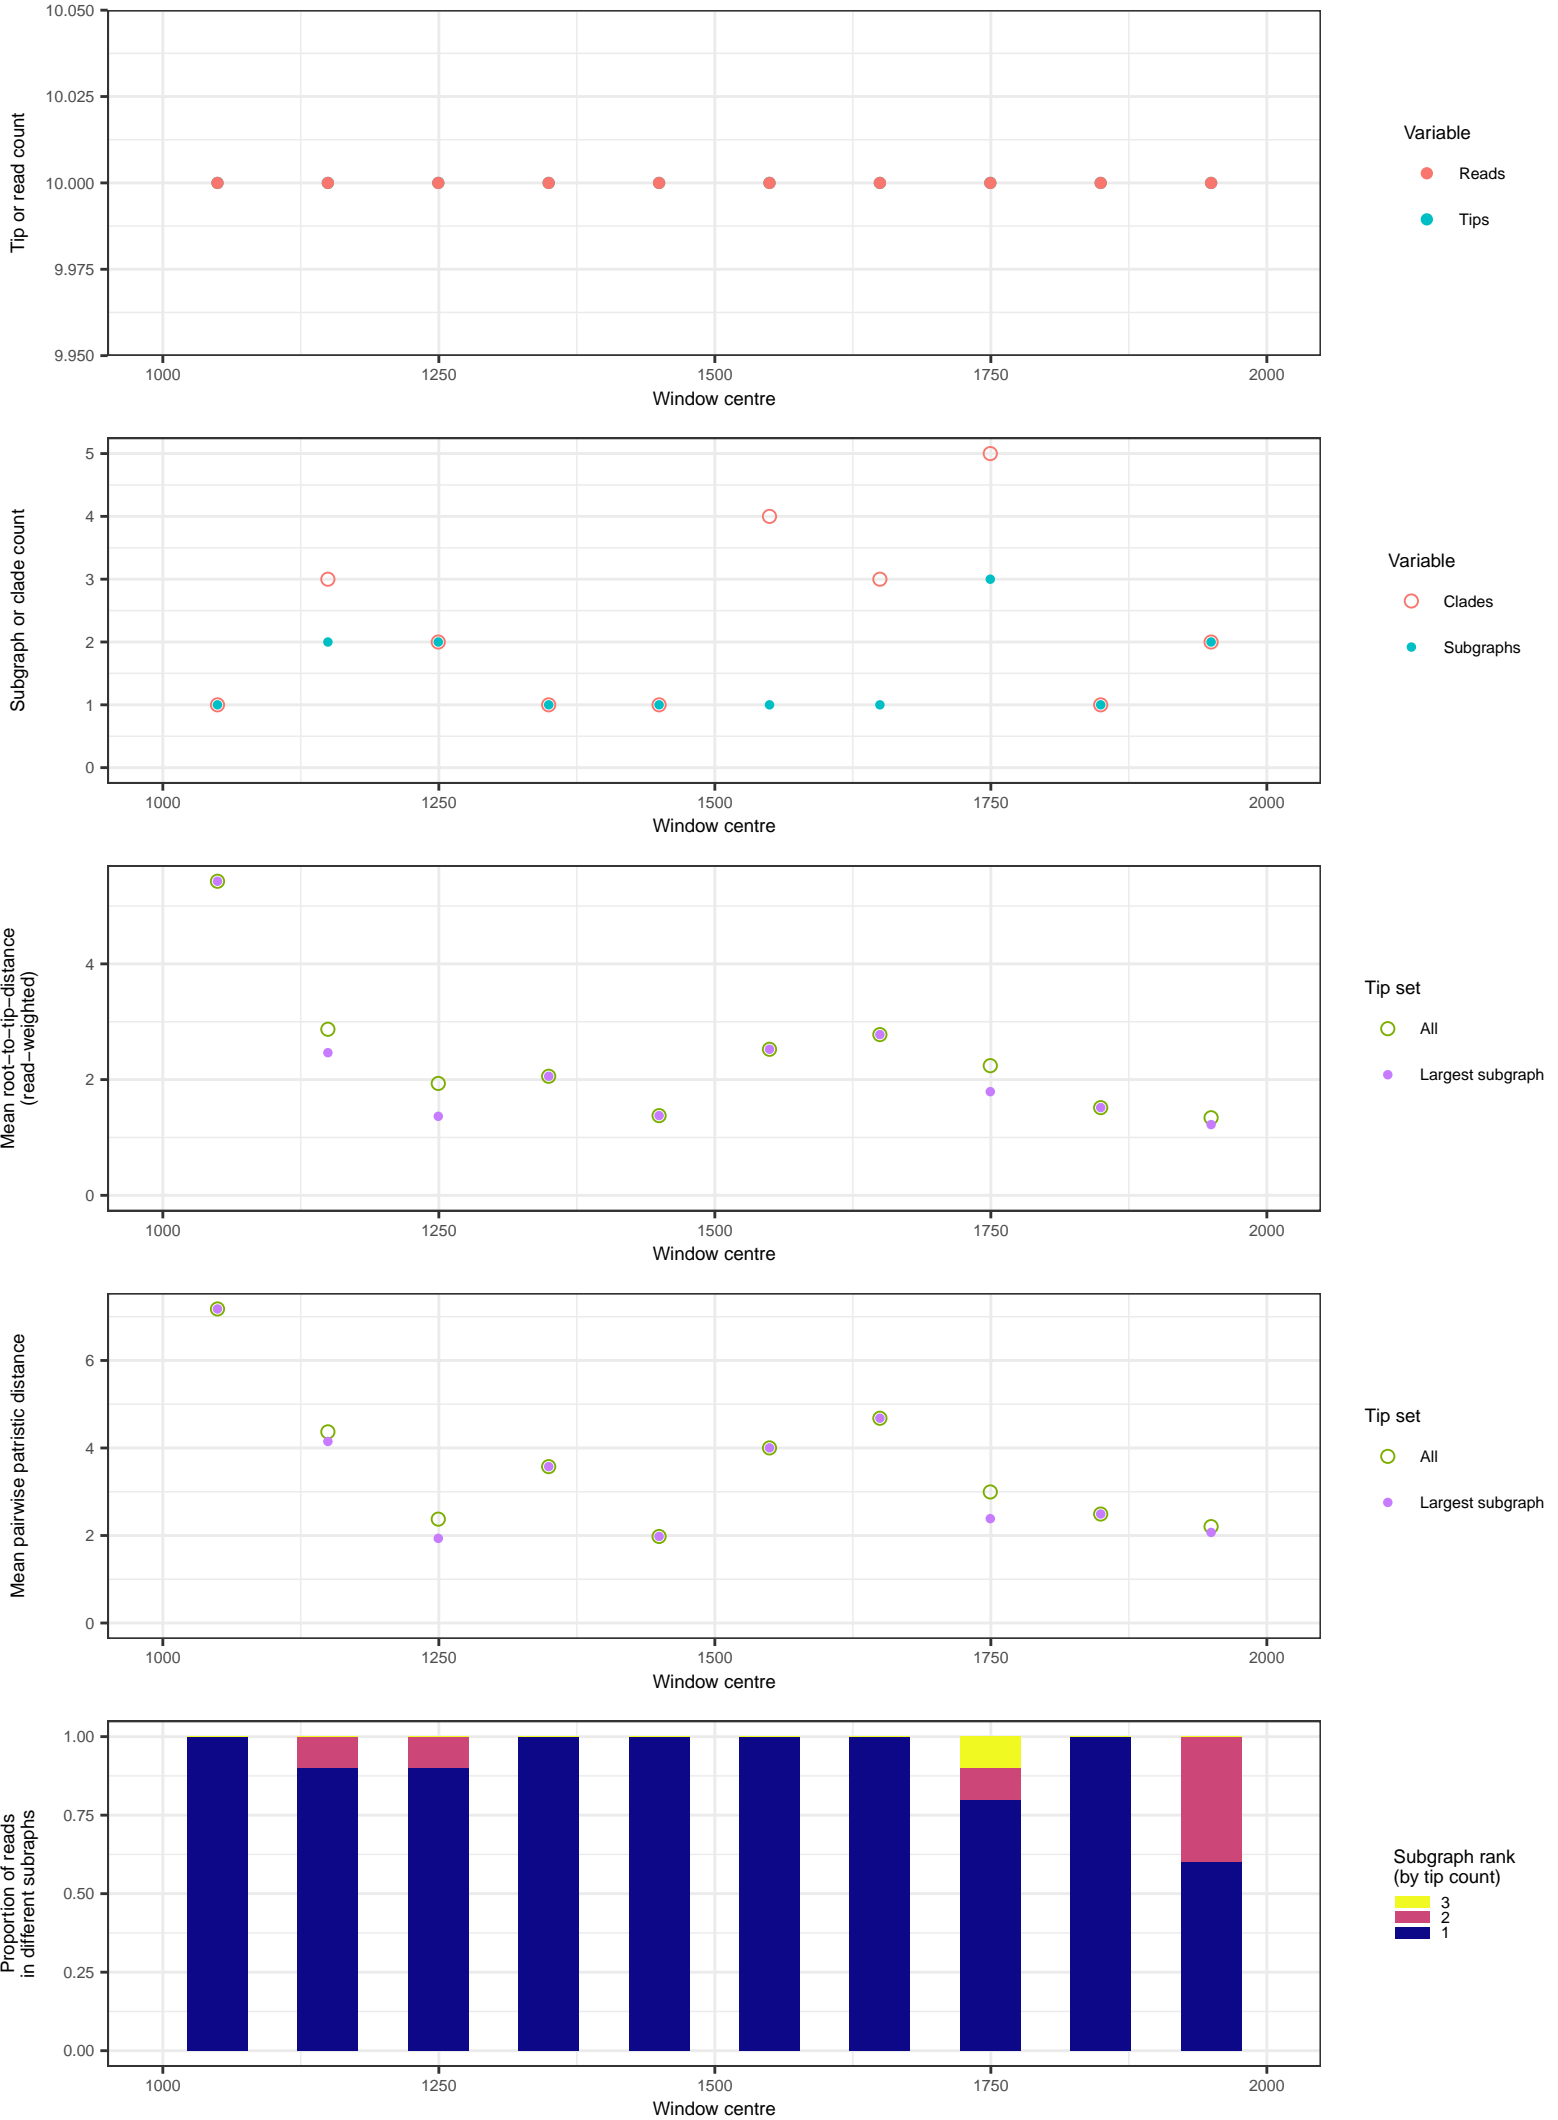 10.050
10.025
10.000
9.975
9.950
Tip or read count
1000 1250 1500 1750 2000
Window centre
Variable
Reads
Tips
5
4
3
2
1
0
Subgraph or clade count
1000 1250 1500 1750 2000
Window centre
Variable
Clades
Subgraphs
4
2
0
Mean root−to−tip−distance
(read−weighted)
1000 1250 1500 1750 2000
Window centre
Tip set
All
Largest subgraph
6
4
2
0
Mean pairwise patristic distance
1000 1250 1500 1750 2000
Window centre
Tip set
All
Largest subgraph
1.00
0.75
0.50
0.25
0.00
Proportion of reads
in different subraphs
1000 1250 1500 1750 2000
Window centre
Subgraph rank
(by tip count)
3
2
1